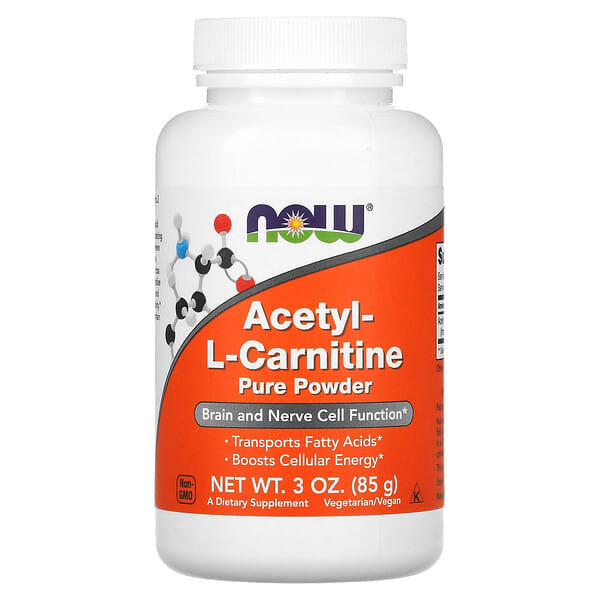 NOW®
Acetyl-
L-Carnitine
Pure Powder
Brain and Nerve Cell Function*
• Transports Fatty Acids*
• Boosts Cellular Energy*
Non-
GMO
NET WT. 3 OZ. (85 g)
A Dietary Supplement Vegetarian/Vegan
K